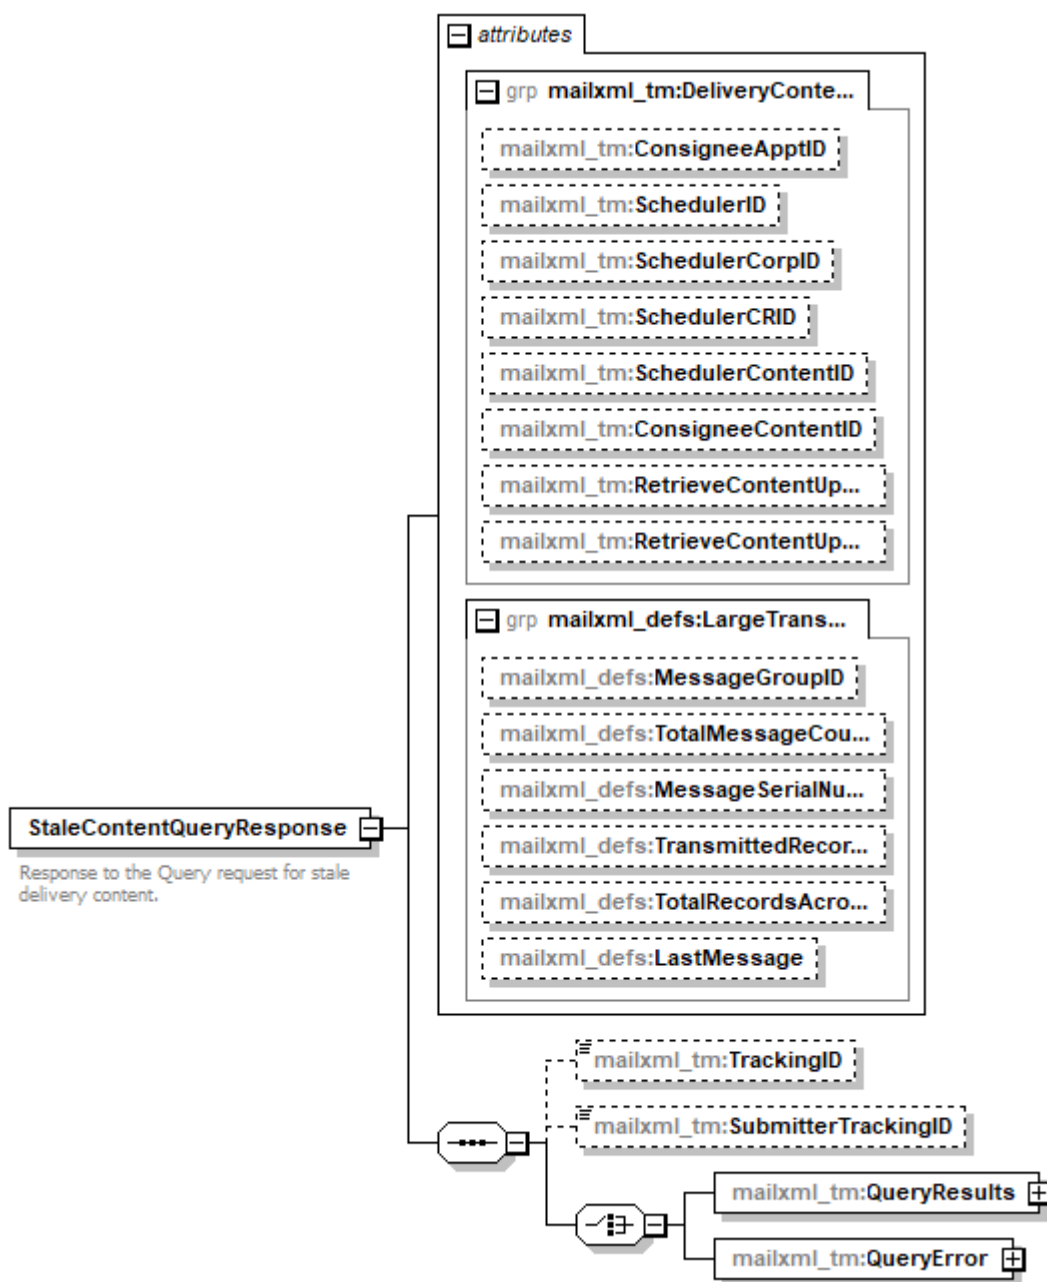 attributes
grp mailxml_tm:DeliveryConte...
mailxml_tm:ConsigneeApptID
mailxml_tm:SchedulerID
mailxml_tm:SchedulerCorpID
mailxml_tm:SchedulerCRID
mailxml_tm:SchedulerContentID
mailxml_tm:ConsigneeContentID
mailxml_tm:RetrieveContentUp...
mailxml_tm:RetrieveContentUp...
grp mailxml_defs:LargeTrans...
mailxml_defs:MessageGroupID
mailxml_defs:TotalMessageCou...
mailxml_defs:MessageSerialNu...
mailxml_defs:TransmittedRecor...
mailxml_defs:TotalRecordsAcro...
mailxml_defs:LastMessage
StaleContentQueryResponse
Response to the Query request for stale
delivery content.
mailxml_tm:TrackingID
mailxml_tm:SubmitterTrackingID
mailxml_tm:QueryResults
mailxml_tm:QueryError